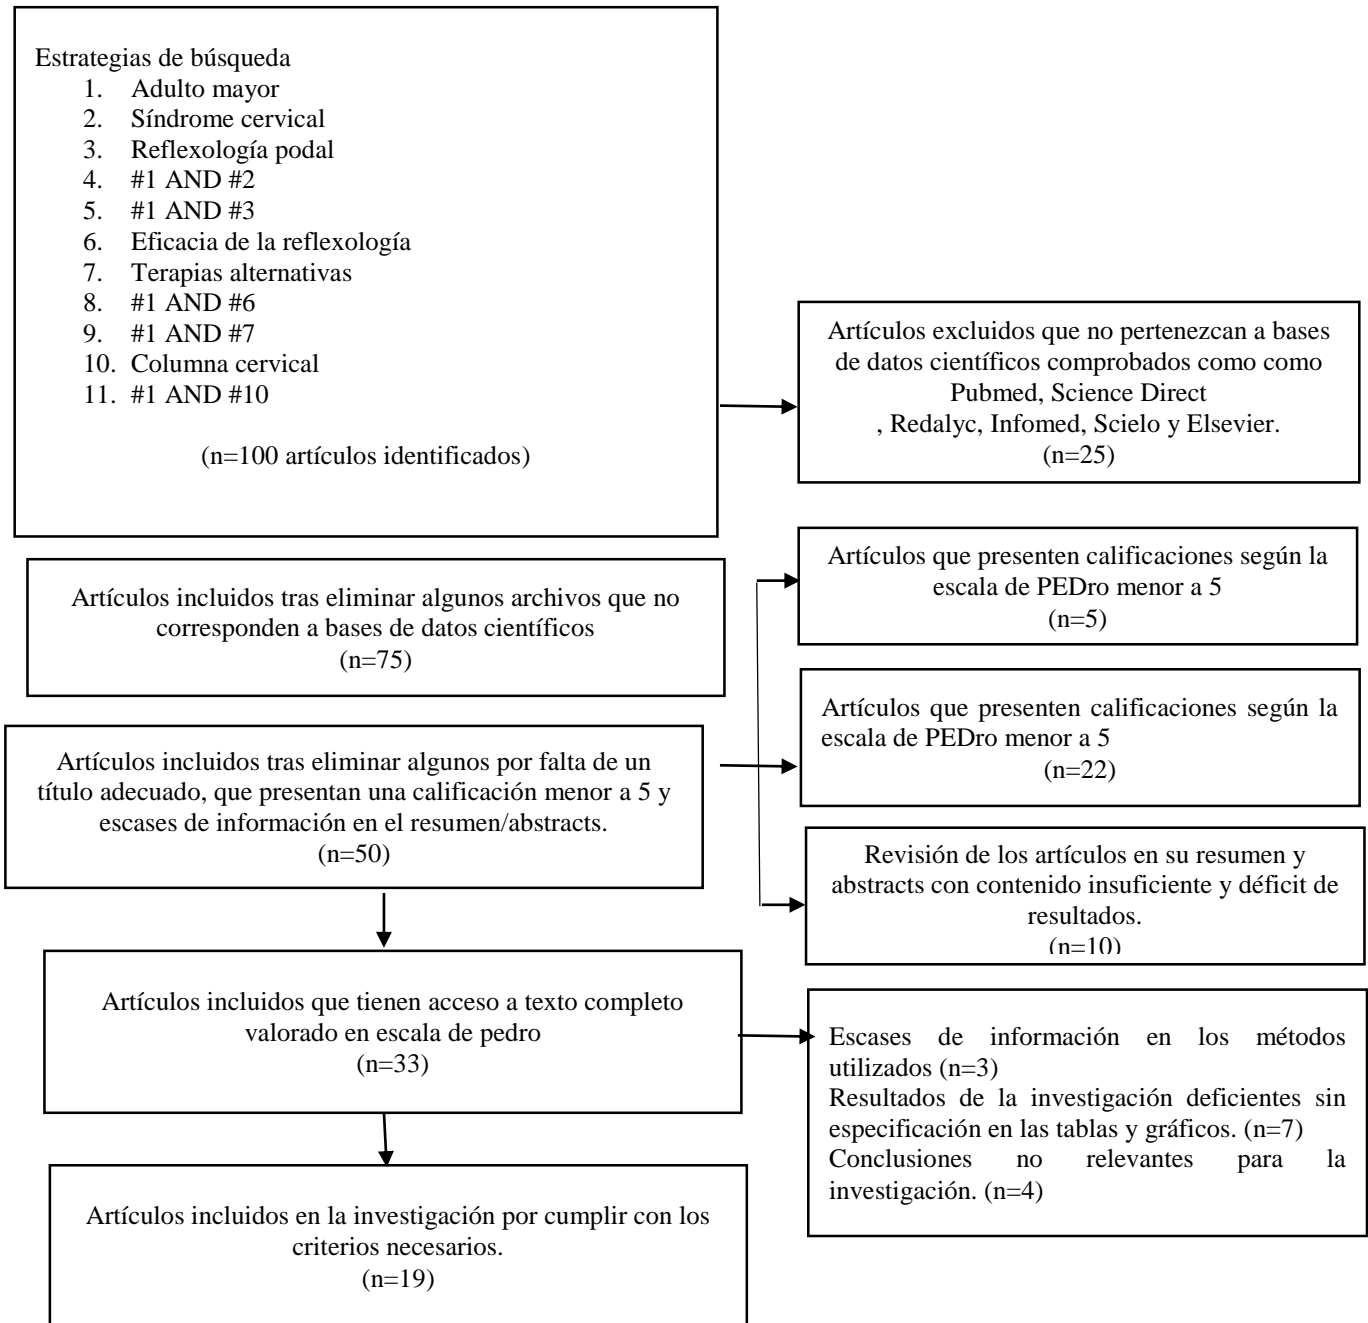 Estrategias de búsqueda
1. Adulto mayor
2. Síndrome cervical
3. Reflexología podal
4. #1 AND #2
5. #1 AND #3
6. Eficacia de la reflexología
7. Terapias alternativas
8. #1 AND #6
9. #1 AND #7
10. Columna cervical
11. #1 AND #10
(n=100 artículos identificados)
Artículos excluidos que no pertenezcan a bases
de datos científicos comprobados como como
Pubmed, Science Direct
, Redalyc, Infomed, Scielo y Elsevier.
(n=25)
Artículos incluidos tras eliminar algunos archivos que no
corresponden a bases de datos científicos
(n=75)
Artículos que presenten calificaciones según la
escala de PEDro menor a 5
(n=5)
Artículos que presenten calificaciones según la
escala de PEDro menor a 5
(n=22)
Artículos incluidos tras eliminar algunos por falta de un
título adecuado, que presentan una calificación menor a 5 y
escases de información en el resumen/abstracts.
(n=50)
Revisión de los artículos en su resumen y
abstracts con contenido insuficiente y déficit de
resultados.
(n=10)
Artículos incluidos que tienen acceso a texto completo
valorado en escala de pedro
(n=33)
Escases de información en los métodos
utilizados (n=3)
Resultados de la investigación deficientes sin
especificación en las tablas y gráficos. (n=7)
Conclusiones no relevantes para la
investigación. (n=4)
Artículos incluidos en la investigación por cumplir con los
criterios necesarios.
(n=19)